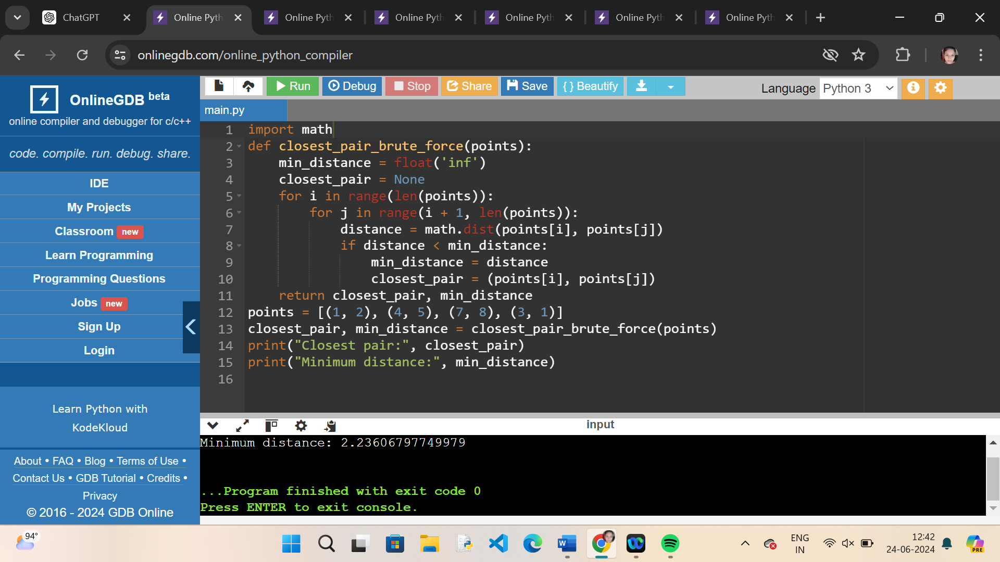 ChatGPT
Online Pyth
Online Pyth
Online Pyth
Online Pyth
Online Pyth
Online Pyth
onlinegdb.com/online_python_compiler
OnlineGDB beta
online compiler and debugger for c/c++
code. compile. run. debug. share.
IDE
My Projects
Classroom new
Learn Programming
Programming Questions
Jobs new
Sign Up
Login
Learn Python with
KodeKloud
About • FAQ • Blog • Terms of Use •
Contact Us • GDB Tutorial • Credits •
Privacy
© 2016 - 2024 GDB Online
Run Debug Stop Share Save {} Beautify
Language Python 3
main.py
1 import math
2 def closest_pair_brute_force(points):
3     min_distance = float('inf')
4     closest_pair = None
5     for i in range(len(points)):
6         for j in range(i + 1, len(points)):
7             distance = math.dist(points[i], points[j])
8             if distance < min_distance:
9                 min_distance = distance
10                 closest_pair = (points[i], points[j])
11     return closest_pair, min_distance
12 points = [(1, 2), (4, 5), (7, 8), (3, 1)]
13 closest_pair, min_distance = closest_pair_brute_force(points)
14 print("Closest pair:", closest_pair)
15 print("Minimum distance:", min_distance)
16
input
Minimum distance: 2.23606797749979
...Program finished with exit code 0
Press ENTER to exit console.
94°
W
ENG
IN
12:42
24-06-2024
PRE